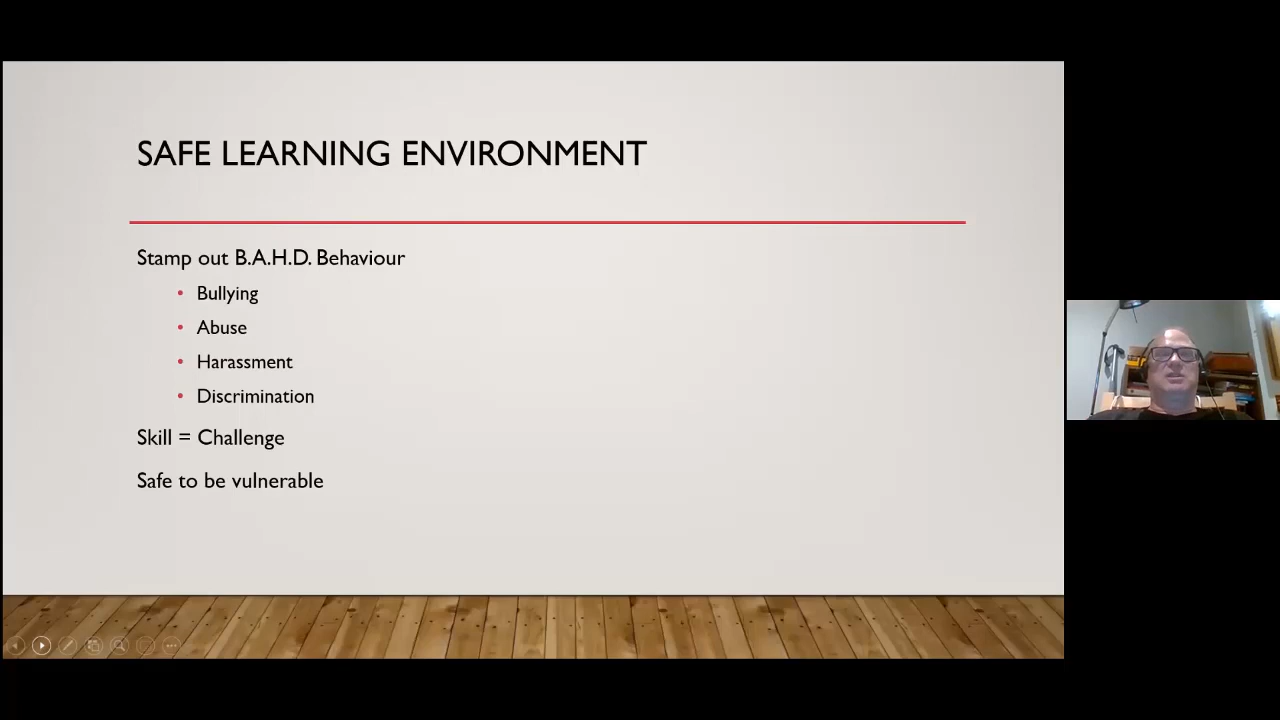 SAFE LEARNING ENVIRONMENT
Stamp out B.A.H.D. Behaviour
• Bullying
• Abuse
• Harassment
• Discrimination
Skill = Challenge
Safe to be vulnerable